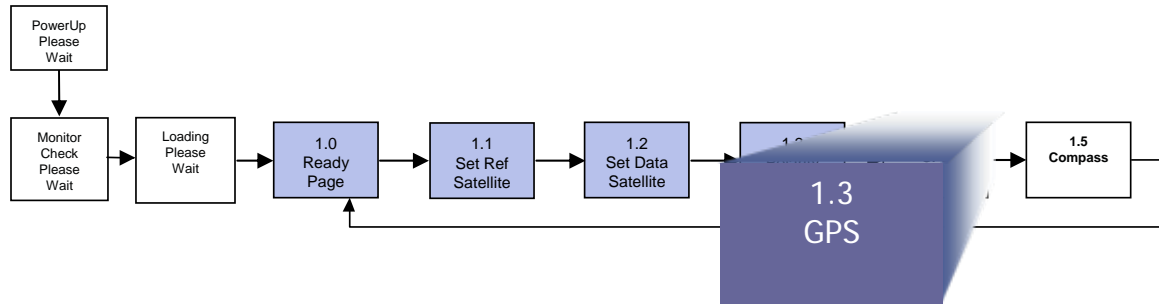 PowerUp
Please
Wait
Monitor
Check
Please
Wait
Loading
Please
Wait
1.0
Ready
Page
1.1
Set Ref
Satellite
1.2
Set Data
Satellite
1.5
Compass
1.3
GPS